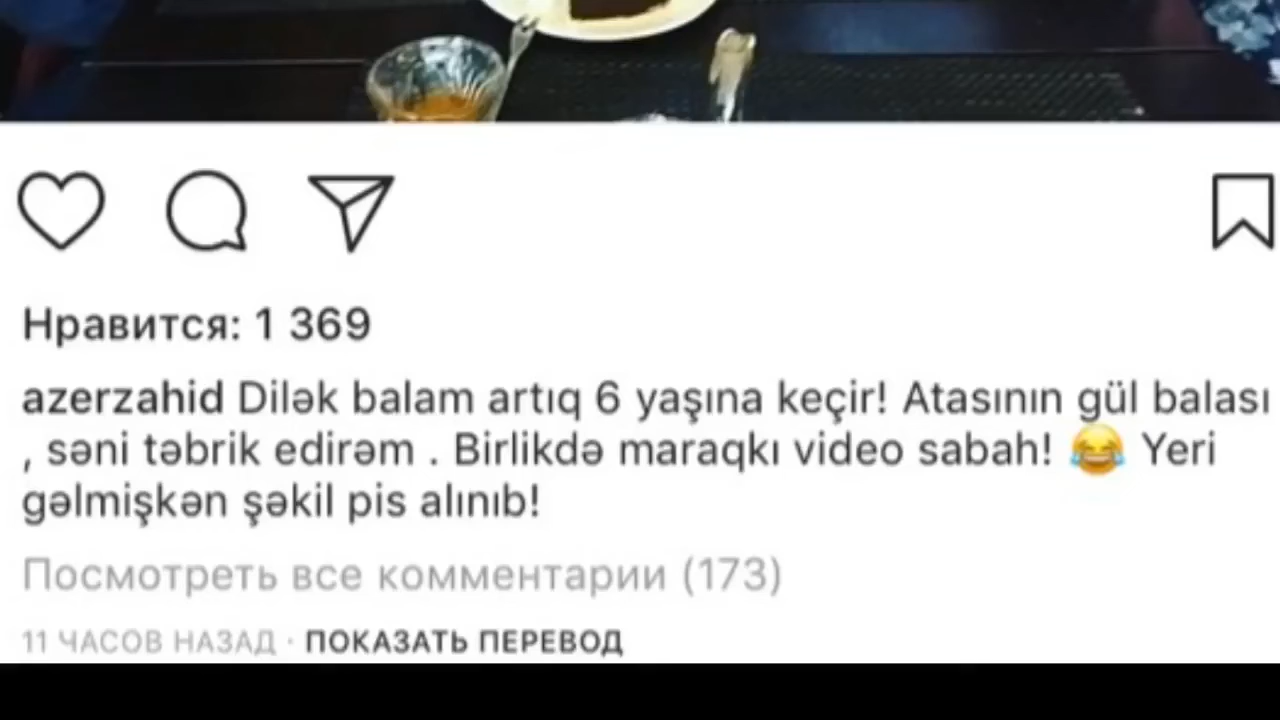 Нравится: 1 369
azerzahid Dilək balam artıq 6 yaşına keçir! Atasının gül balası
, səni təbrik edirəm . Birlikdə maraqkı video sabah! 😂 Yeri
gəlmişkən şəkil pis alınıb!
Посмотреть все комментарии (173)
11 ЧАСОВ НАЗАД · ПОКАЗАТЬ ПЕРЕВОД